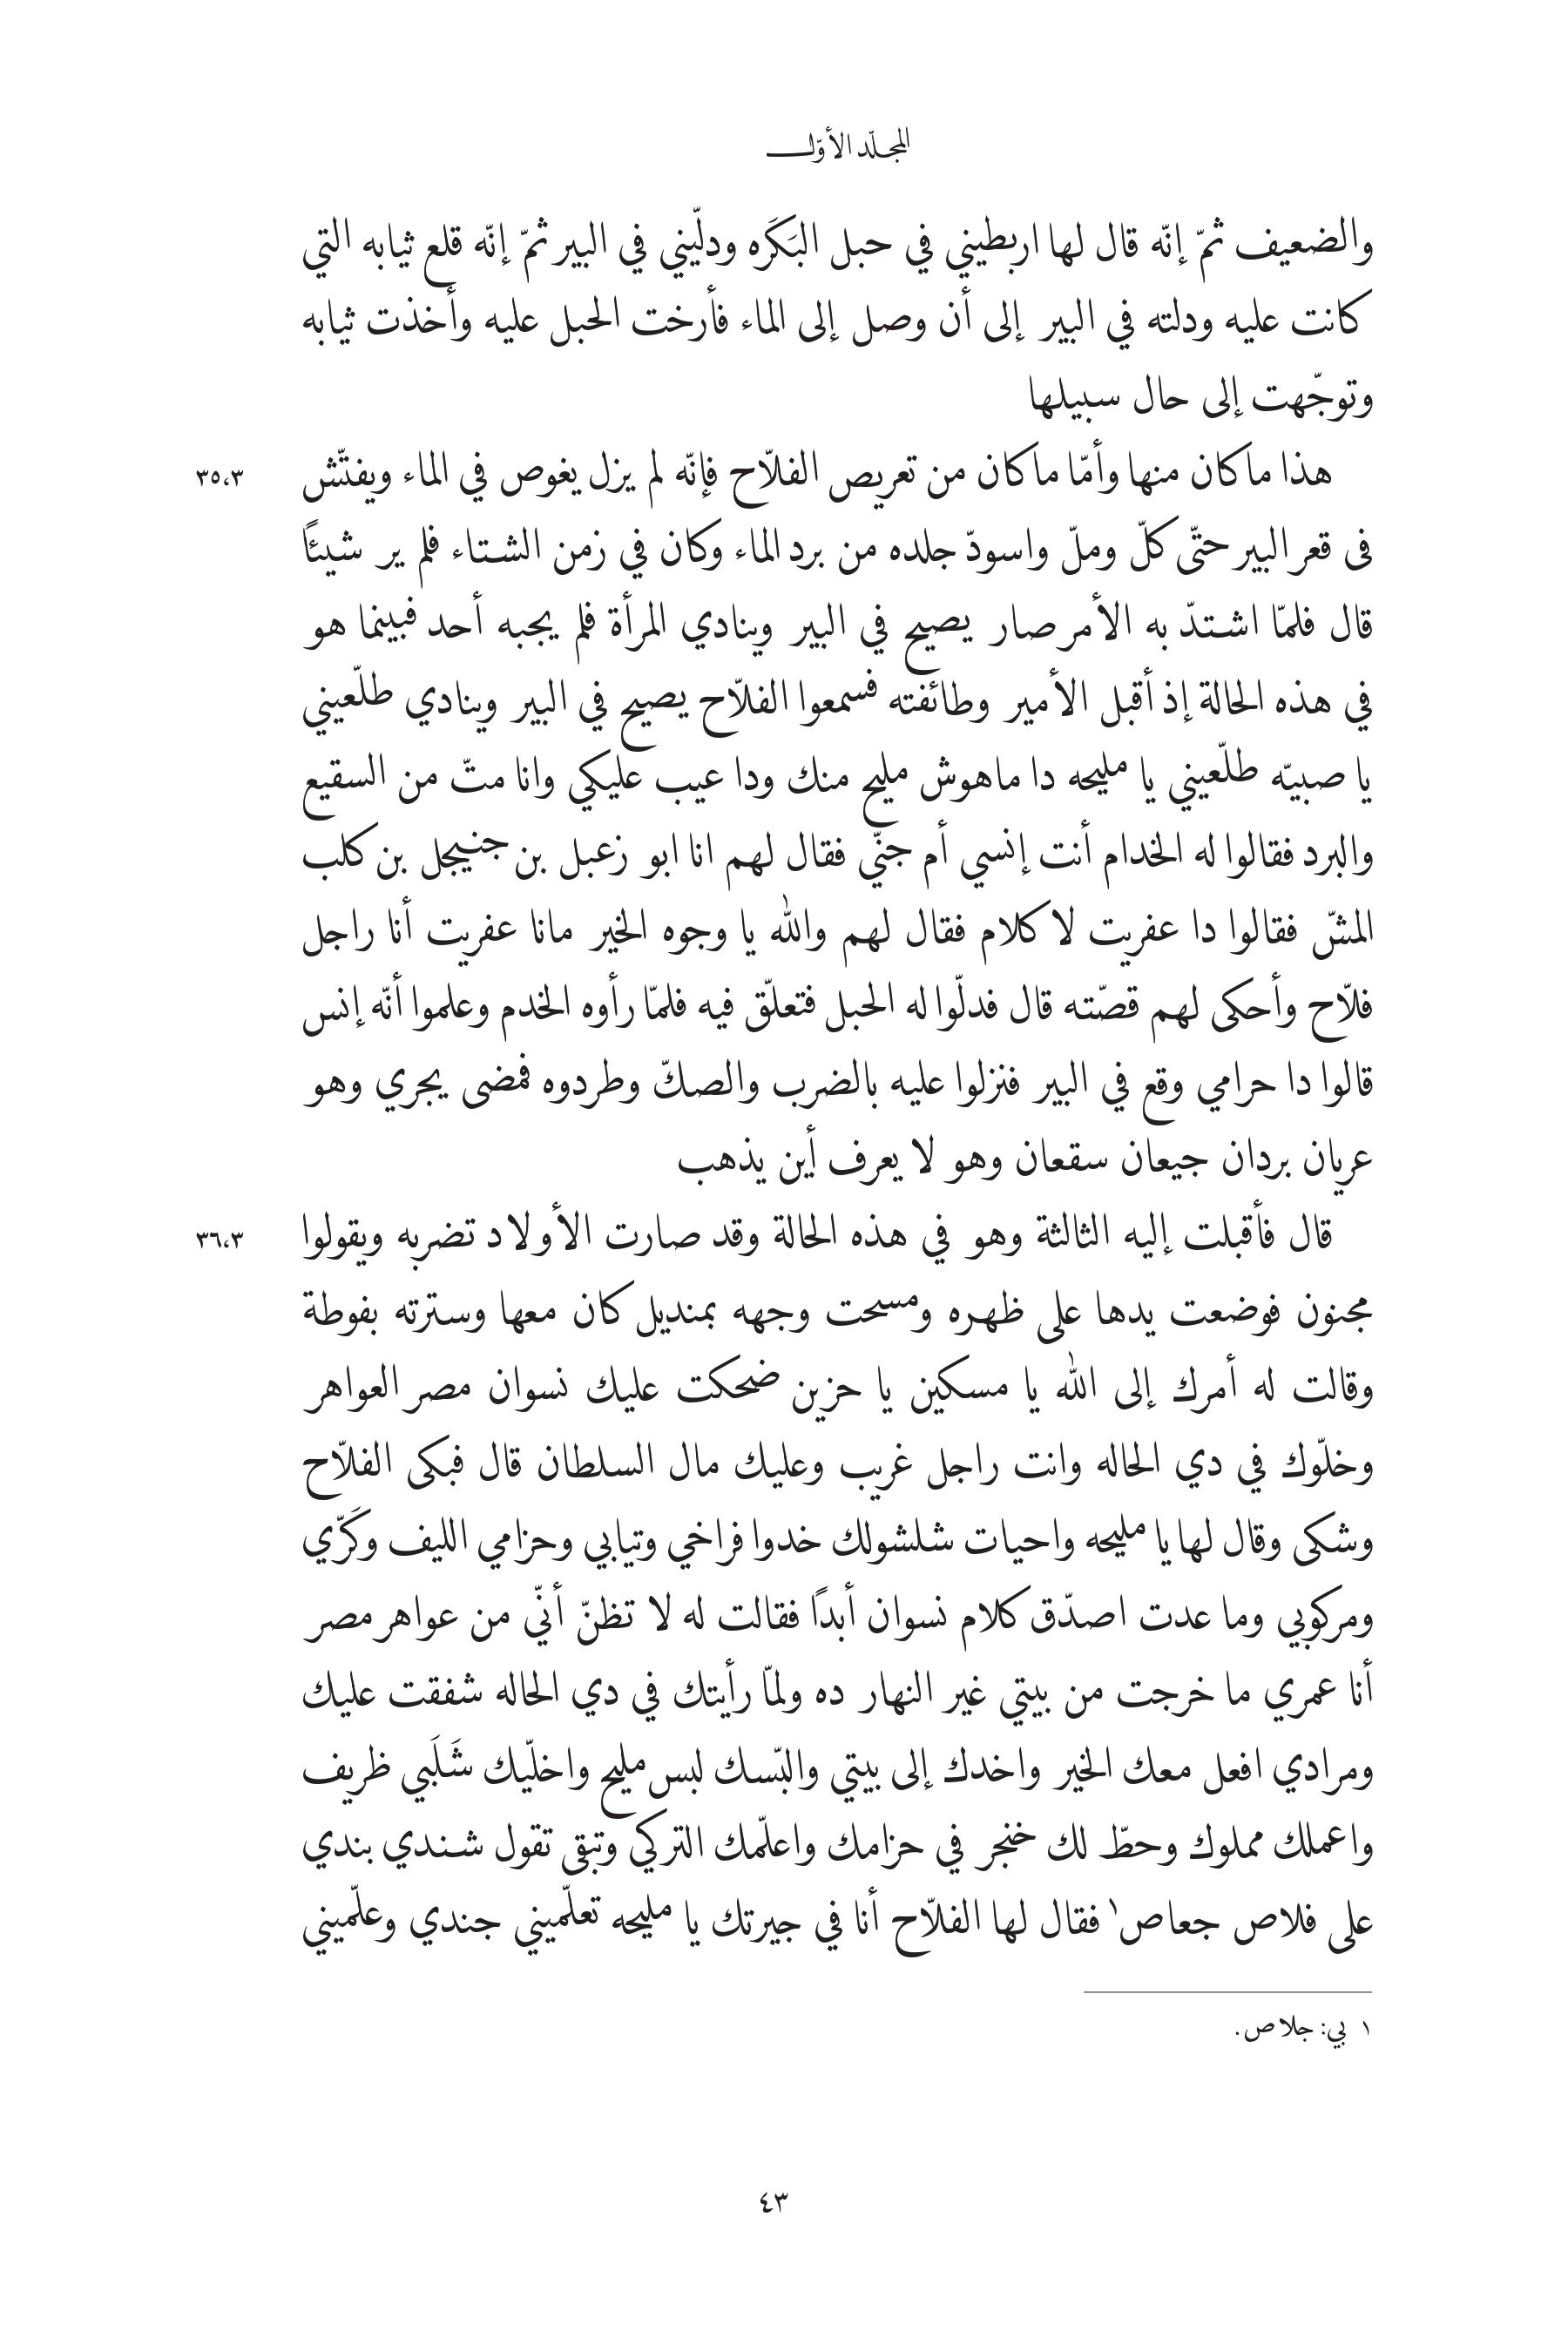 المجلّد الأوّل
والضعيف ثمّ إنّه قال لها اربطيني في حبل البَكَره ودلّيني في البير ثمّ إنّه قلع ثيابه التي
كانت عليه ودلته في البير إلى أن وصل إلى الماء فأرخت الحبل عليه وأخذت ثيابه
وتوجّهت إلى حال سبيلها
هذا ماكان منها وأمّا ماكان من تعريص الفلاّح فإنّه لم يزل يغوص في الماء ويفتّش
٣٥،٣
فى قعر البير حتّى كلّ وملّ واسودّ جلده من برد الماء وكان في زمن الشتاء فلم ير شيئًا
قال فلمّا اشتدّ به الأمر صار يصيح في البير وينادي المرأة فلم يجبه أحد فبينما هو
في هذه الحالة إذ أقبل الأمير وطائفته فسمعوا الفلاّح يصيح في البير وينادي طلّعيني
يا صبيّه طلّعيني يا مليحه دا ماهوش مليح منك ودا عيب عليكي وانا متّ من السقيع
والبرد فقالوا له الخدام أنت إنسي أم جنّي فقال لهم انا ابو زعبل بن جنيجل بن كلب
المشّ فقالوا دا عفريت لا كلام فقال لهم والله يا وجوه الخير مانا عفريت أنا راجل
فلاّح وأحكى لهم قصّته قال فدلّوا له الحبل فتعلّق فيه فلمّا رأوه الخدم وعلموا أنّه إنس
قالوا دا حرامي وقع في البير فنزلوا عليه بالضرب والصكّ وطردوه فمضى يجري وهو
عريان بردان جيعان سقعان وهو لا يعرف أين يذهب
قال فأقبلت إليه الثالثة وهو في هذه الحالة وقد صارت الأولاد تضربه ويقولوا
٣٦،٣
مجنون فوضعت يدها على ظهره ومسحت وجهه بمنديل كان معها وسترته بفوطة
وقالت له أمرك إلى الله يا مسكين يا حزين ضحكت عليك نسوان مصر العواهر
وخلّوك في دي الحاله وانت راجل غريب وعليك مال السلطان قال فبكى الفلاّح
وشكى وقال لها يا مليحه واحيات شلشولك خدوا فراخي وتيابي وحزامي الليف وكَرّي
ومركوبي وما عدت اصدّق كلام نسوان أبدًا فقالت له لا تظنّ أنّي من عواهر مصر
أنا عمري ما خرجت من بيتي غير النهار ده ولمّا رأيتك في دي الحاله شفقت عليك
ومرادي افعل معك الخير واخدك إلى بيتي والبّسك لبس مليح واخلّيك شَلَبي ظريف
واعملك مملوك وحطّ لك خنجر في حزامك واعلّمك التركي وتبقى تقول شندي بندي
على فلاص جعاص١ فقال لها الفلاّح أنا في جيرتك يا مليحه تعلّميني جندي وعلّميني
١ بي: جلاص.
٤٣